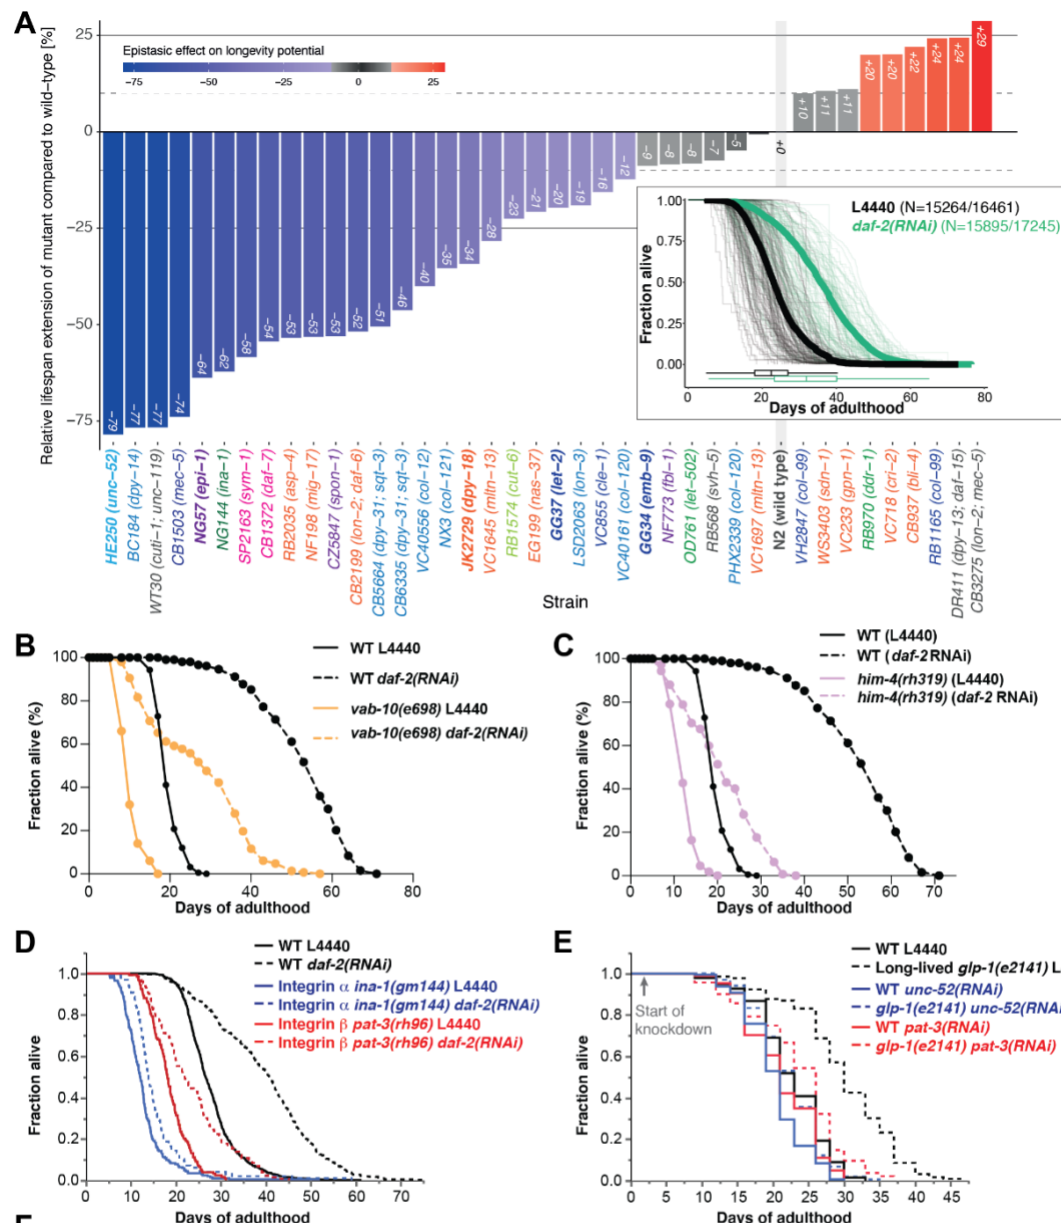 A
Relative lifespan extension of mutant compared to wild-type [%]
Epistasic effect on longevity potential
−75 −50 −25 0 25
25
0
−25
−50
−75
−79
−77
−77
−74
−64
−62
−58
−54
−53
−53
−53
−52
−51
−46
−40
−35
−34
−28
−23
−21
−20
−19
−16
−12
−9
−8
−8
−7
−5
+0
+10
+11
+11
+20
+20
+22
+24
+24
+29
L4440 (N=15264/16461)
daf-2(RNAi) (N=15895/17245)
Fraction alive
1.00
0.75
0.50
0.25
0.00
0 20 40 60 80
Days of adulthood
HE250 (unc-52)
BC184 (dpy-14)
WT30 (cuti-1; unc-119)
CB1503 (mec-5)
NG57 (epi-1)
NG144 (ina-1)
SP2163 (sym-1)
CB1372 (daf-7)
RB2035 (asp-4)
NF198 (mig-17)
CZ5847 (spon-1)
CB2199 (lon-2; daf-6)
CB5664 (dpy-31; sqt-3)
CB6335 (dpy-31; sqt-3)
VC40556 (col-12)
NX3 (col-121)
JK2729 (dpy-18)
VC1645 (mltn-13)
RB1574 (cut-6)
EG199 (nas-37)
GG37 (let-2)
LSD2063 (lon-3)
VC855 (cle-1)
VC40161 (col-120)
GG34 (emb-9)
NF773 (fbl-1)
OD761 (let-502)
RB568 (svh-5)
PHX2339 (col-120)
VC1697 (mltn-13)
N2 (wild type)
VH2847 (col-99)
WS3403 (sdn-1)
VC233 (gpn-1)
RB970 (ddr-1)
VC718 (cri-2)
CB937 (bli-4)
RB1165 (col-99)
DR411 (dpy-13; daf-15)
CB3275 (lon-2; mec-5)
Strain
B
WT L4440
WT daf-2(RNAi)
vab-10(e698) L4440
vab-10(e698) daf-2(RNAi)
Fraction alive (%)
100
80
60
40
20
0
0 20 40 60 80
Days of adulthood
C
WT (L4440)
WT (daf-2 RNAi)
him-4(rh319) (L4440)
him-4(rh319) (daf-2 RNAi)
Fraction alive (%)
100
80
60
40
20
0
0 10 20 30 40 50 60 70
Days of adulthood
D
WT L4440
WT daf-2(RNAi)
Integrin α ina-1(gm144) L4440
Integrin α ina-1(gm144) daf-2(RNAi)
Integrin β pat-3(rh96) L4440
Integrin β pat-3(rh96) daf-2(RNAi)
Fraction alive
1.0
0.8
0.6
0.4
0.2
0.0
0 10 20 30 40 50 60 70
Days of adulthood
E
WT L4440
Long-lived glp-1(e2141) L
WT unc-52(RNAi)
glp-1(e2141) unc-52(RNAi
WT pat-3(RNAi)
glp-1(e2141) pat-3(RNAi)
Start of
knockdown
Fraction alive
1.0
0.8
0.6
0.4
0.2
0.0
0 5 10 15 20 25 30 35 40 45
Days of adulthood